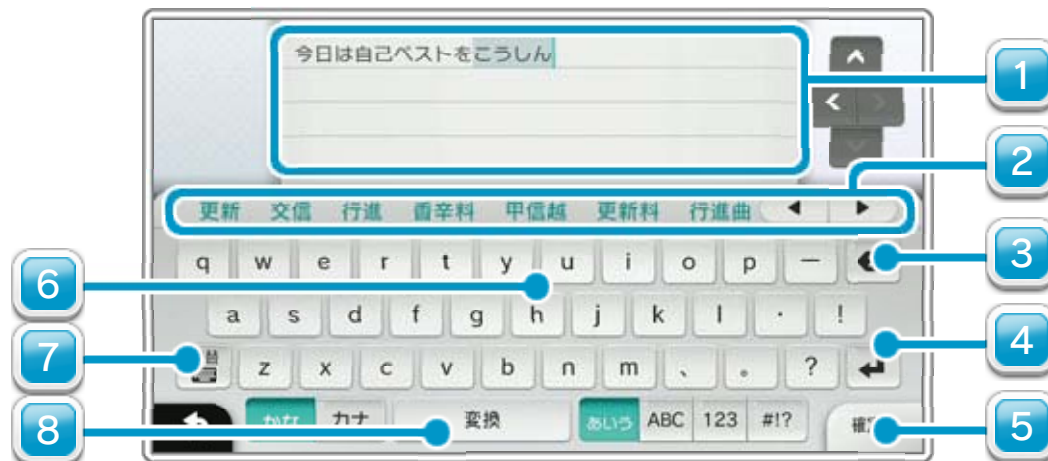 今日は自己ベストをこうしん
1
2
更新 交信 行進 香辛料 甲信越 更新料 行進曲 ◀ ▶
q w e r t y u i o p ー
3
6
a s d f g h j k l ・ !
7
z x c v b n m 、 。 ?
4
8
かな カナ 変換 あいう ABC 123 #!?
5